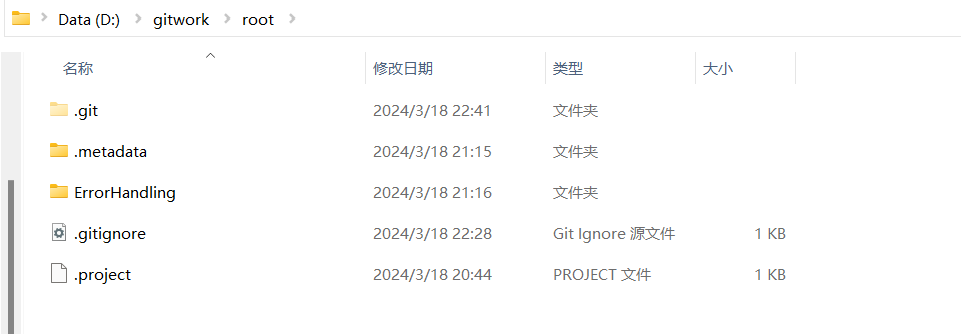 Data (D:) > gitwork > root >
名称 修改日期 类型 大小
.git 2024/3/18 22:41 文件夹
.metadata 2024/3/18 21:15 文件夹
ErrorHandling 2024/3/18 21:16 文件夹
.gitignore 2024/3/18 22:28 Git Ignore 源文件 1 KB
.project 2024/3/18 20:44 PROJECT 文件 1 KB